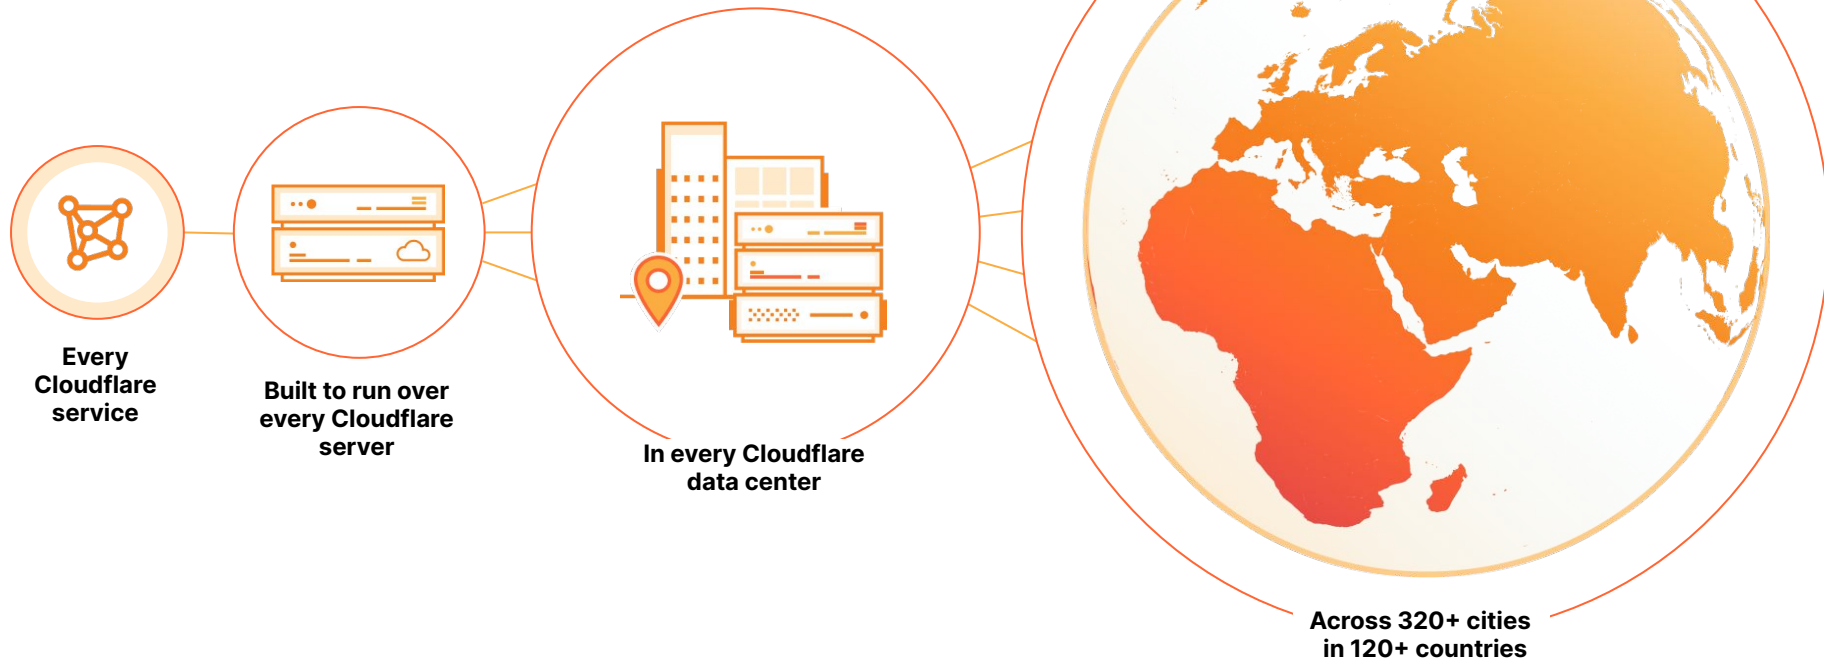 Every
Cloudflare
service
Built to run over
every Cloudflare
server
In every Cloudflare
data center
Across 320+ cities
in 120+ countries